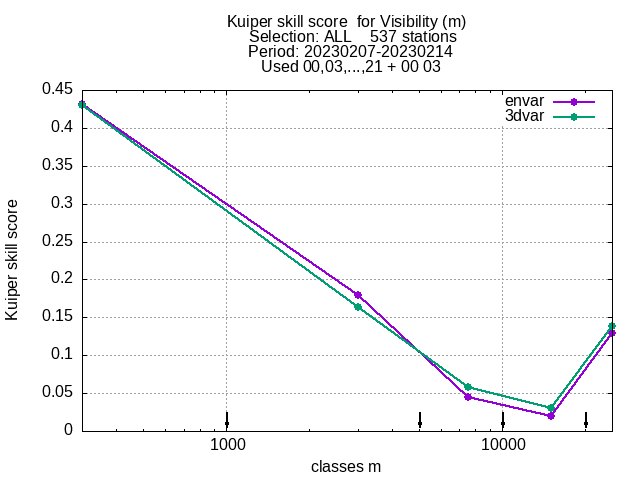 Kuiper skill score  for Visibility (m)
Selection: ALL    537 stations
Period: 20230207-20230214
Used 00,03,...,21 + 00 03
envar
3dvar
0.45
0.4
0.35
0.3
0.25
0.2
0.15
0.1
0.05
0
Kuiper skill score
1000 10000
classes m